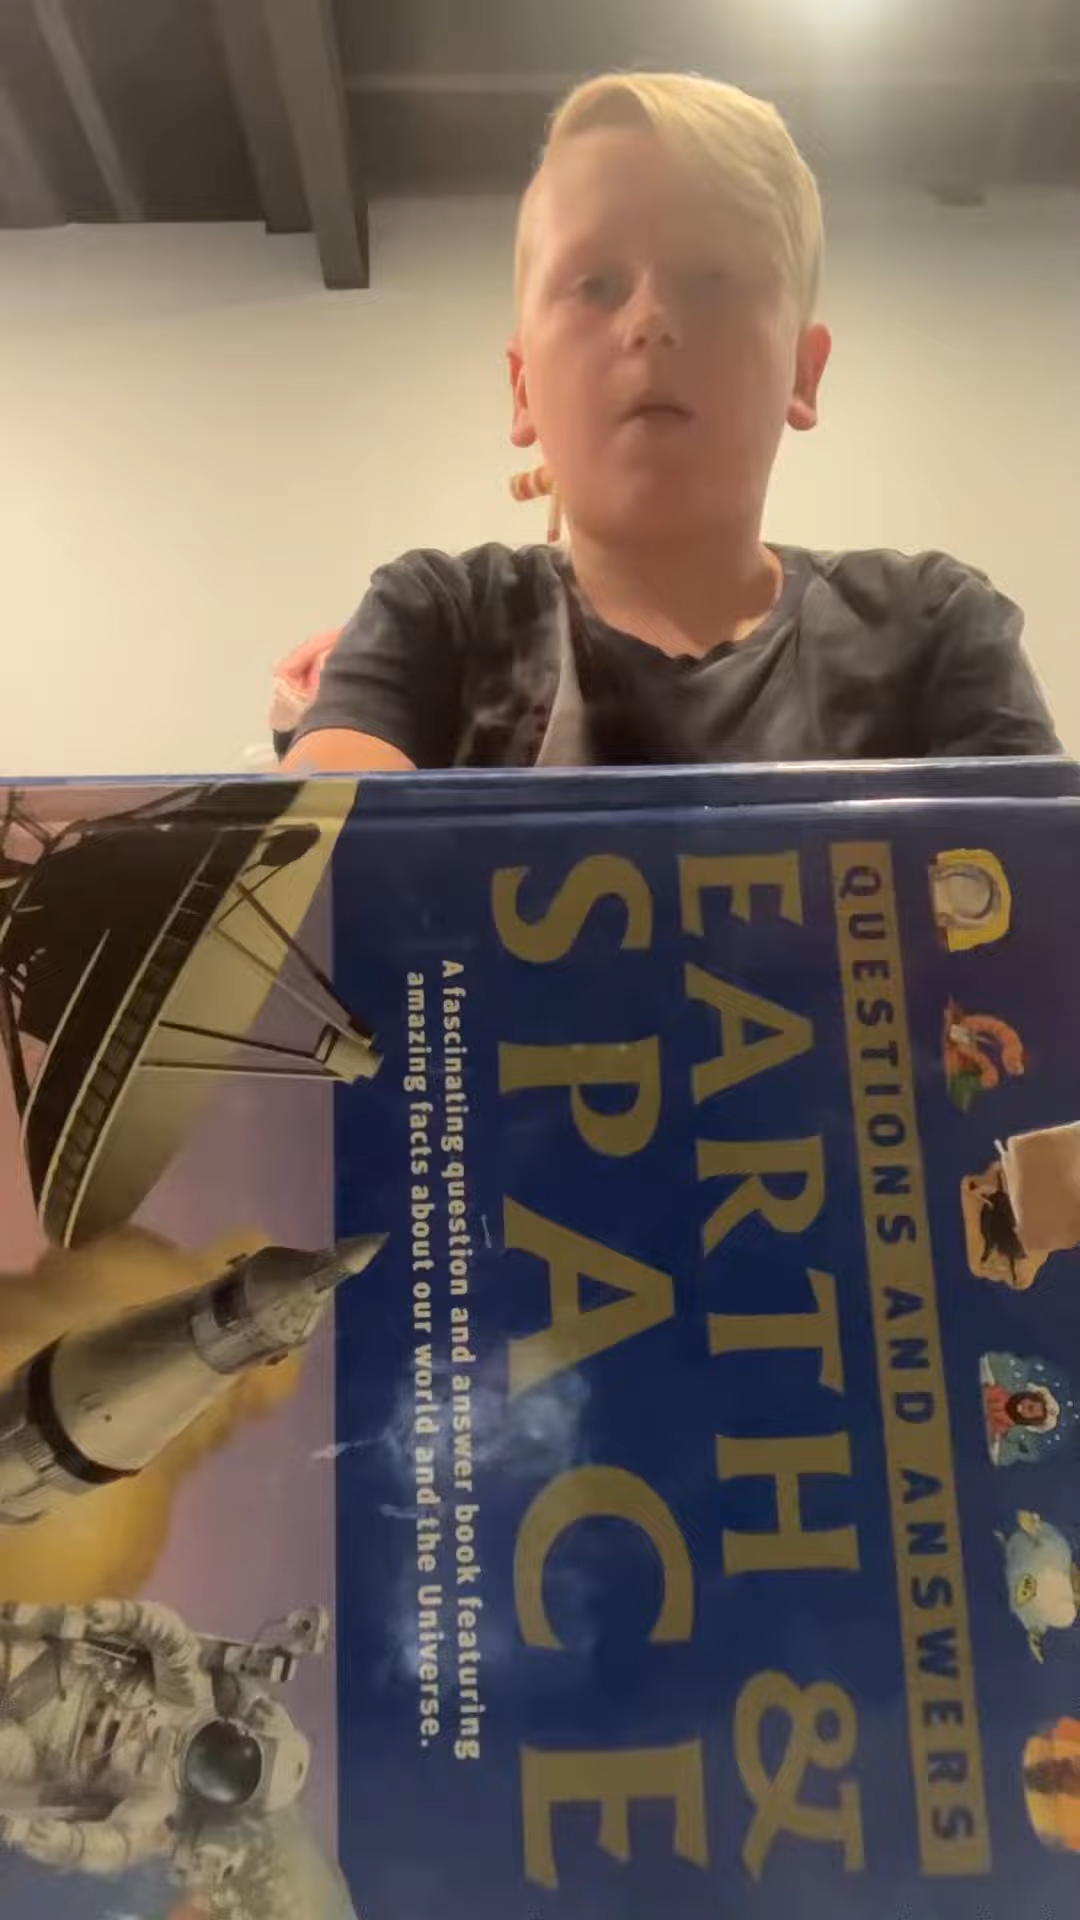 QUESTIONS AND ANSWERS
EARTH &
SPACE
A fascinating question and answer book featuring
amazing facts about our world and the Universe.